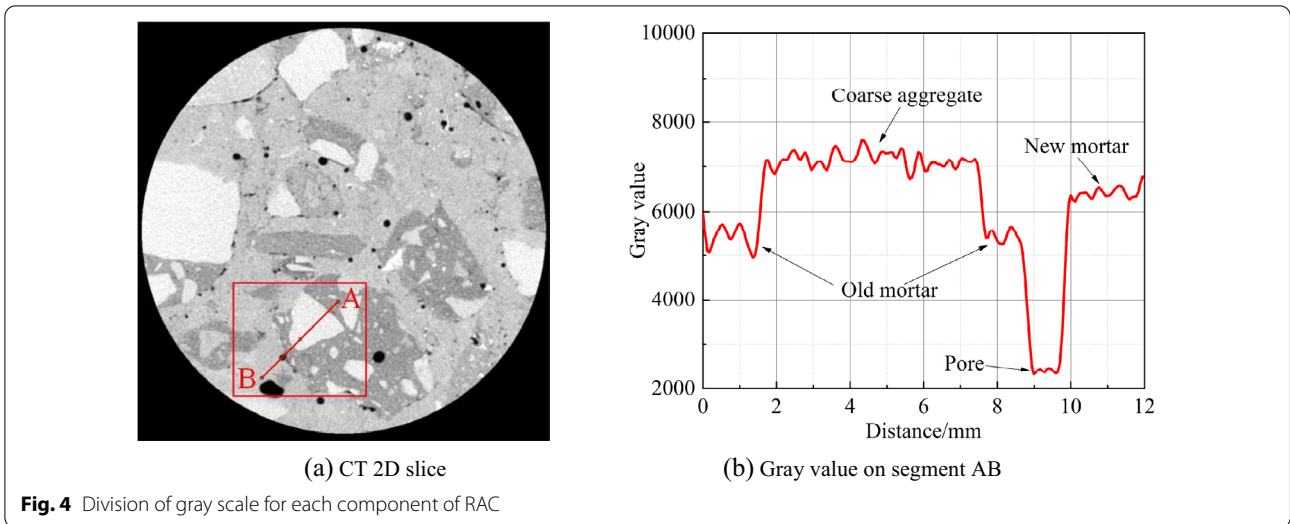 A
B
(a) CT 2D slice
10000
8000
6000
4000
2000
Gray value
Coarse aggregate
New mortar
Old mortar
Pore
0 2 4 6 8 10 12
Distance/mm
(b) Gray value on segment AB
Fig. 4 Division of gray scale for each component of RAC